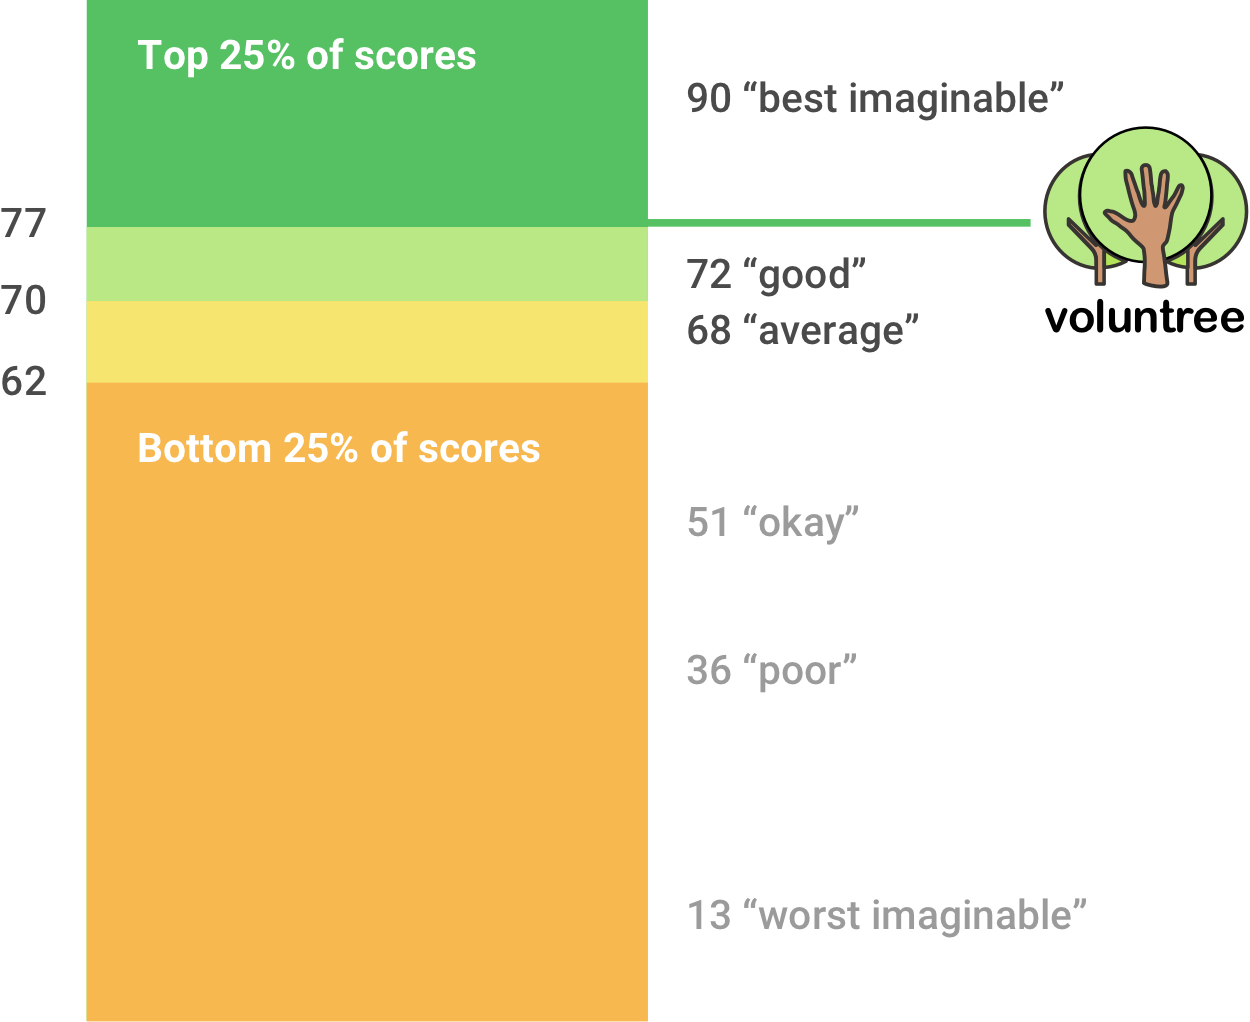 Top 25% of scores
90 “best imaginable”
77
72 “good”
70
68 “average”
voluntree
62
Bottom 25% of scores
51 “okay”
36 “poor”
13 “worst imaginable”